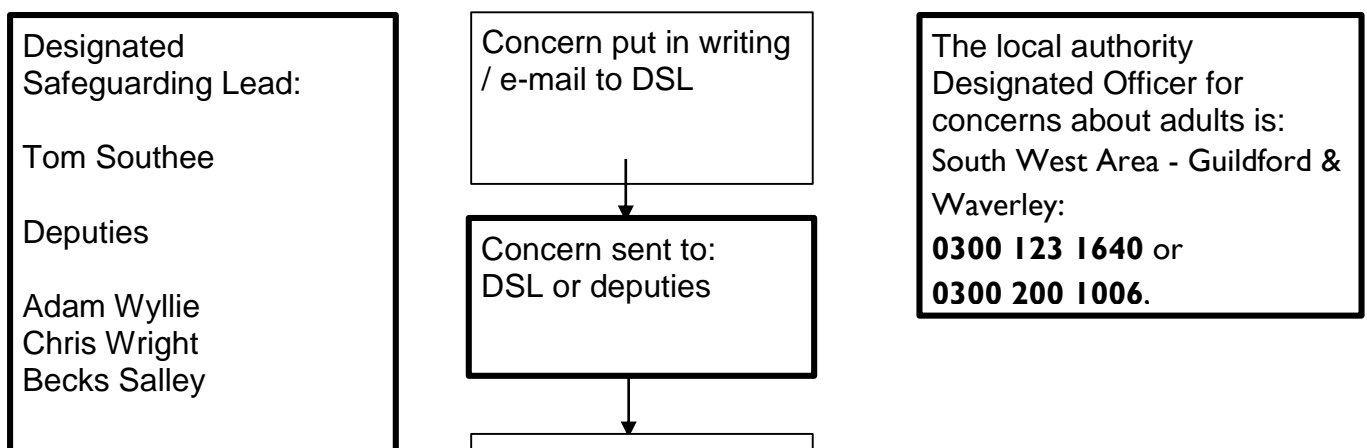 Designated
Safeguarding Lead:
Tom Southee
Deputies
Adam Wyllie
Chris Wright
Becks Salley
Concern put in writing
/ e-mail to DSL
Concern sent to:
DSL or deputies
The local authority
Designated Officer for
concerns about adults is:
South West Area - Guildford &
Waverley:
0300 123 1640 or
0300 200 1006.